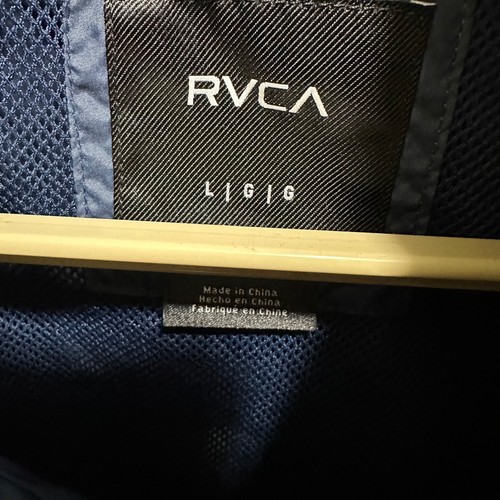 RVCA
L | G | G
Made in China
Hecho en China
Fabriqué en Chine